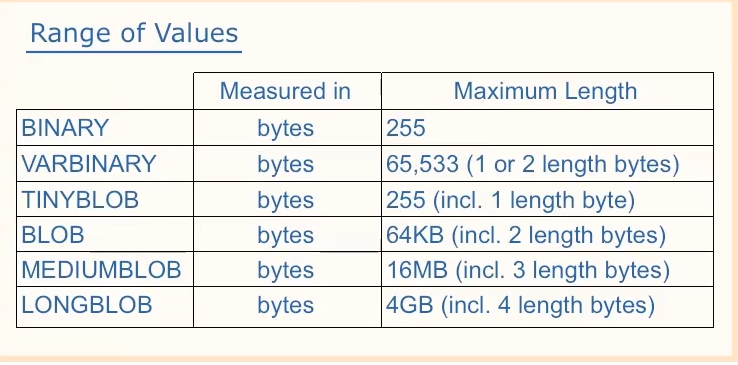 Range of Values
Measured in Maximum Length
BINARY bytes 255
VARBINARY bytes 65,533 (1 or 2 length bytes)
TINYBLOB bytes 255 (incl. 1 length byte)
BLOB bytes 64KB (incl. 2 length bytes)
MEDIUMBLOB bytes 16MB (incl. 3 length bytes)
LONGBLOB bytes 4GB (incl. 4 length bytes)